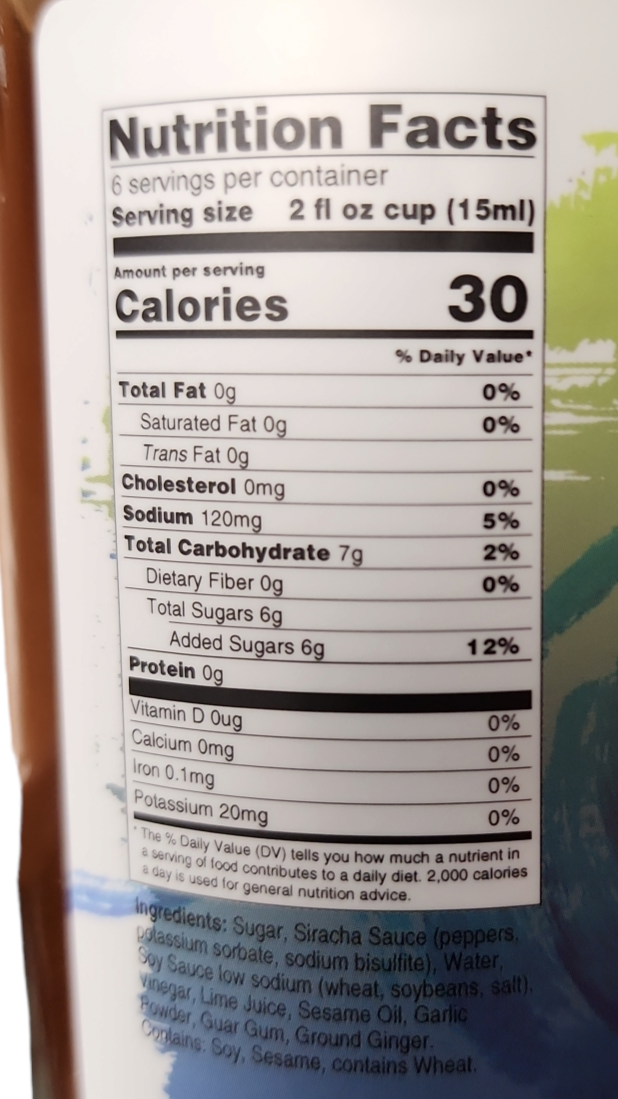 Nutrition Facts
6 servings per container
Serving size 2 fl oz cup (15ml)
Amount per serving
Calories 30
% Daily Value*
Total Fat 0g 0%
Saturated Fat 0g 0%
Trans Fat 0g
Cholesterol 0mg 0%
Sodium 120mg 5%
Total Carbohydrate 7g 2%
Dietary Fiber 0g 0%
Total Sugars 6g
Added Sugars 6g 12%
Protein 0g
Vitamin D 0ug 0%
Calcium 0mg 0%
Iron 0.1mg 0%
Potassium 20mg 0%
* The % Daily Value (DV) tells you how much a nutrient in
a serving of food contributes to a daily diet. 2,000 calories
a day is used for general nutrition advice.
Ingredients: Sugar, Siracha Sauce (peppers,
potassium sorbate, sodium bisulfite), Water,
Soy Sauce low sodium (wheat, soybeans, salt),
vinegar, Lime Juice, Sesame Oil, Garlic
Powder, Guar Gum, Ground Ginger.
Contains: Soy, Sesame, contains Wheat.